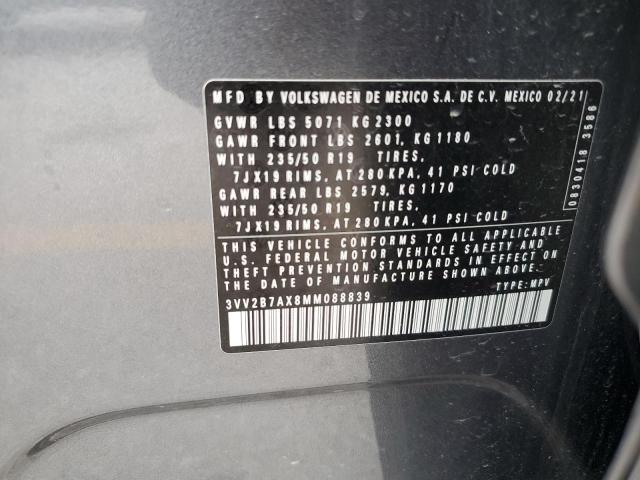 MFD BY VOLKSWAGEN DE MEXICO S.A. DE C.V. MEXICO 02/21
GVWR LBS 5071 KG 2300
GAWR FRONT LBS 2601, KG 1180
WITH 235/50 R19 TIRES,
7JX19 RIMS, AT 280 KPA, 41 PSI COLD
GAWR REAR LBS 2579, KG 1170
WITH 235/50 R19 TIRES,
7JX19 RIMS, AT 280 KPA, 41 PSI COLD
THIS VEHICLE CONFORMS TO ALL APPLICABLE
U.S. FEDERAL MOTOR VEHICLE SAFETY AND
THEFT PREVENTION STANDARDS IN EFFECT ON
THE DATE OF MANUFACTURE SHOWN ABOVE.
3VV2B7AX8MM088839 TYPE: MPV
0830418 3586